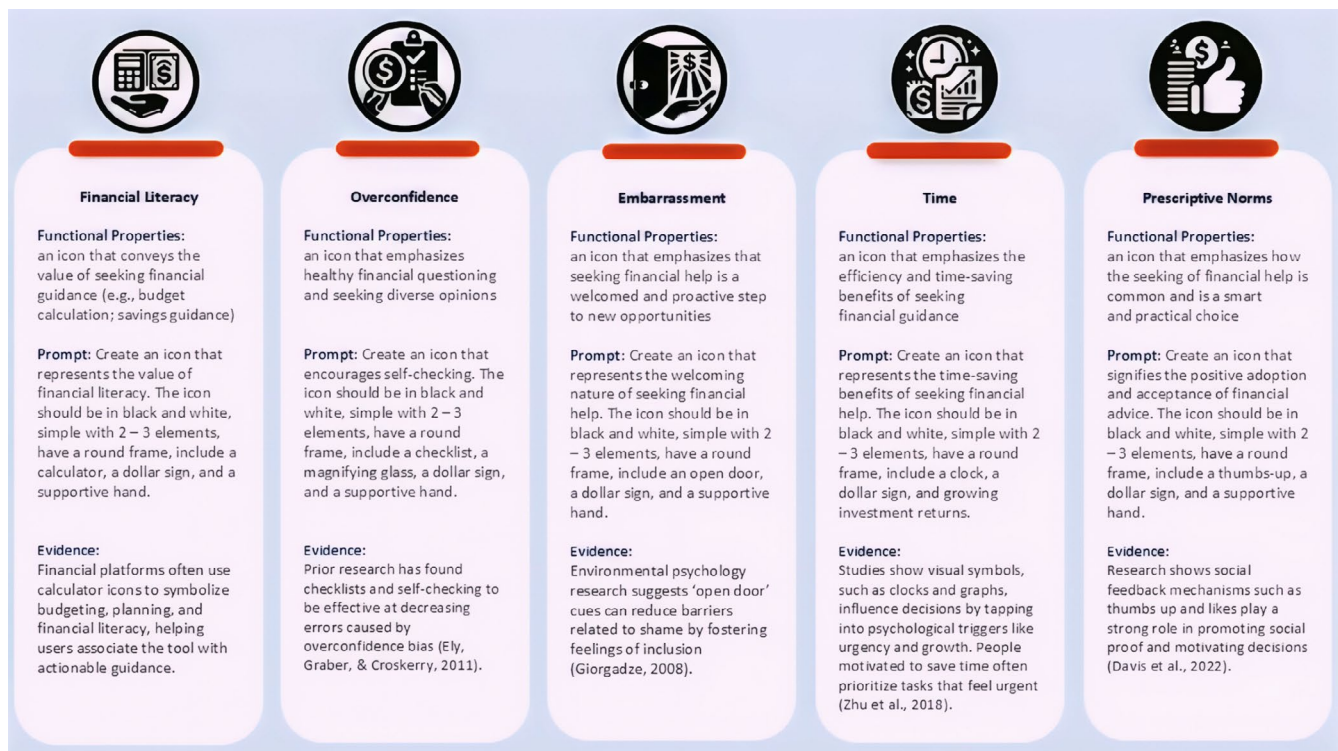 Financial Literacy
Functional Properties:
an icon that conveys the
value of seeking financial
guidance (e.g., budget
calculation; savings guidance)
Prompt: Create an icon that
represents the value of
financial literacy. The icon
should be in black and white,
simple with 2 – 3 elements,
have a round frame, include a
calculator, a dollar sign, and a
supportive hand.
Evidence:
Financial platforms often use
calculator icons to symbolize
budgeting, planning, and
financial literacy, helping
users associate the tool with
actionable guidance.
Overconfidence
Functional Properties:
an icon that emphasizes
healthy financial questioning
and seeking diverse opinions
Prompt: Create an icon that
encourages self-checking. The
icon should be in black and
white, simple with 2 – 3
elements, have a round
frame, include a checklist, a
magnifying glass, a dollar sign,
and a supportive hand.
Evidence:
Prior research has found
checklists and self-checking to
be effective at decreasing
errors caused by
overconfidence bias (Ely,
Graber, & Croskerry, 2011).
Embarrassment
Functional Properties:
an icon that emphasizes that
seeking financial help is a
welcomed and proactive step
to new opportunities
Prompt: Create an icon that
represents the welcoming
nature of seeking financial
help. The icon should be in
black and white, simple with 2
– 3 elements, have a round
frame, include an open door,
a dollar sign, and a supportive
hand.
Evidence:
Environmental psychology
research suggests ‘open door’
cues can reduce barriers
related to shame by fostering
feelings of inclusion
(Giorgadze, 2008).
Time
Functional Properties:
an icon that emphasizes the
efficiency and time-saving
benefits of seeking
financial guidance
Prompt: Create an icon that
represents the time-saving
benefits of seeking financial
help. The icon should be in
black and white, simple with 2
– 3 elements, have a round
frame, include a clock, a
dollar sign, and growing
investment returns.
Evidence:
Studies show visual symbols,
such as clocks and graphs,
influence decisions by tapping
into psychological triggers like
urgency and growth. People
motivated to save time often
prioritize tasks that feel urgent
(Zhu et al., 2018).
Prescriptive Norms
Functional Properties:
an icon that emphasizes how
the seeking of financial help is
common and is a smart
and practical choice
Prompt: Create an icon that
signifies the positive adoption
and acceptance of financial
advice. The icon should be in
black and white, simple with 2
– 3 elements, have a round
frame, include a thumbs-up, a
dollar sign, and a supportive
hand.
Evidence:
Research shows social
feedback mechanisms such as
thumbs up and likes play a
strong role in promoting social
proof and motivating decisions
(Davis et al., 2022).